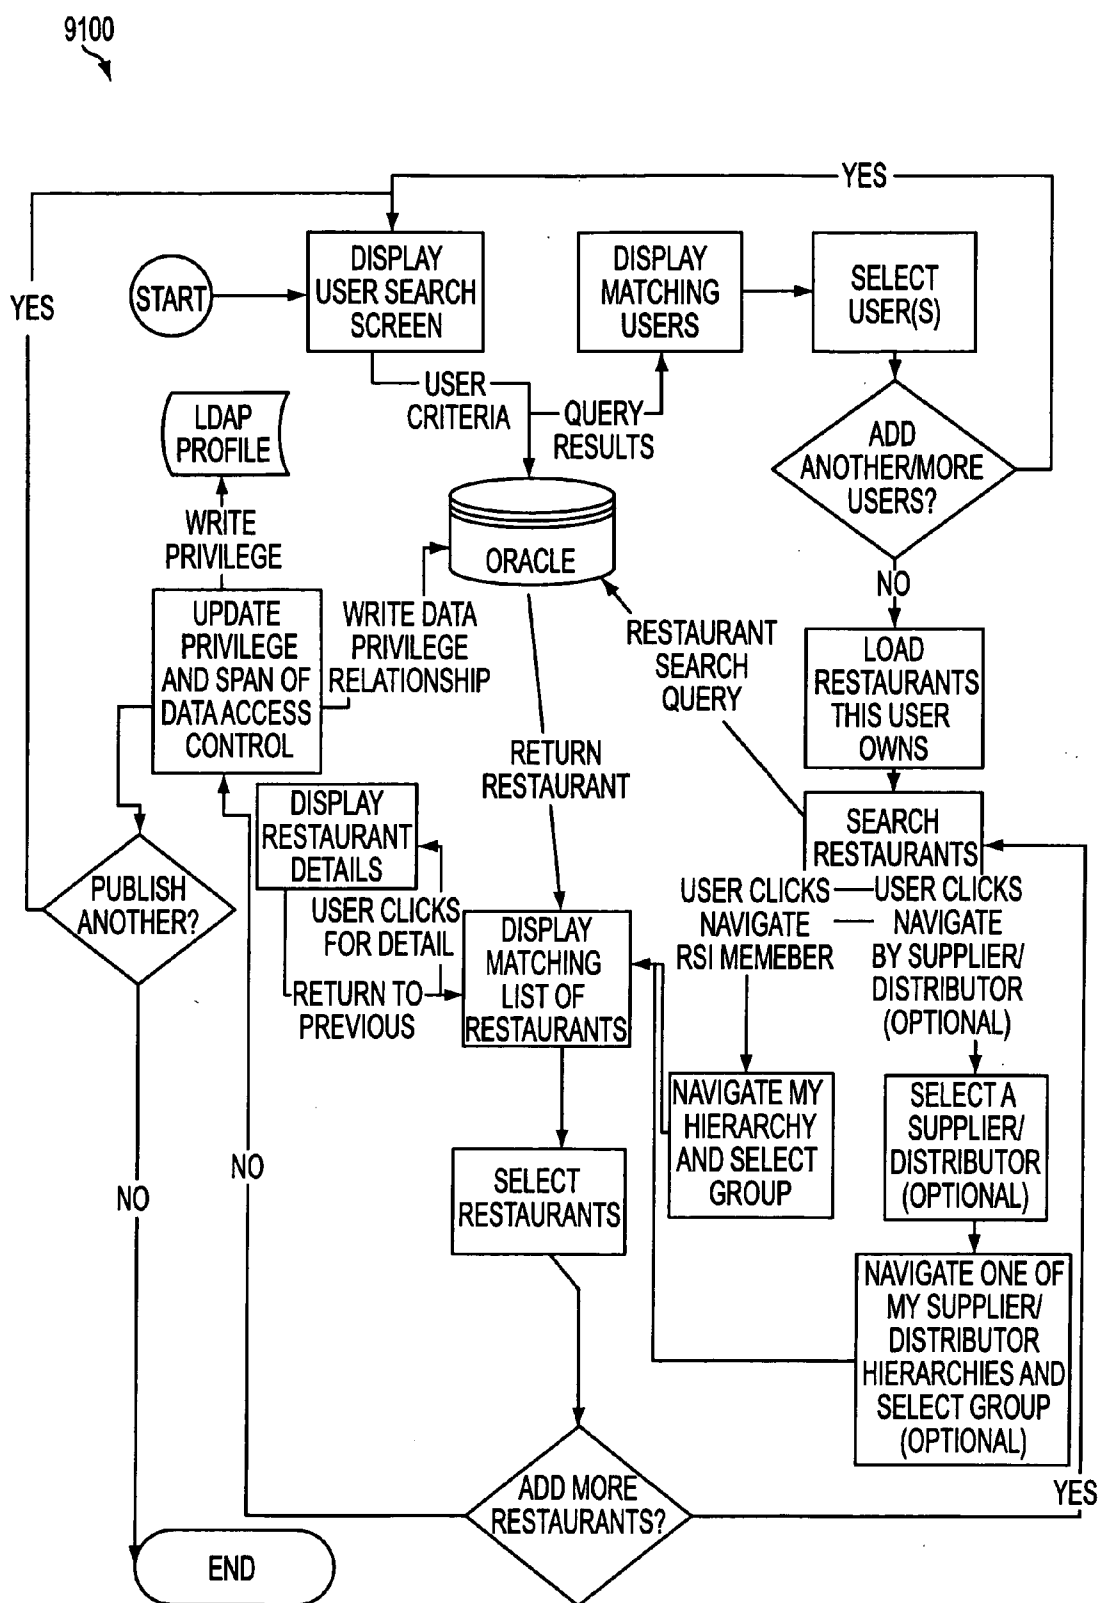 9100
YES
START
DISPLAY
USER SEARCH
SCREEN
DISPLAY
MATCHING
USERS
SELECT
USER(S)
YES
USER
CRITERIA
QUERY
RESULTS
LDAP
PROFILE
ADD
ANOTHER/MORE
USERS?
WRITE
PRIVILEGE
ORACLE
NO
UPDATE
PRIVILEGE
AND SPAN OF
DATA ACCESS
CONTROL
WRITE DATA
PRIVILEGE
RELATIONSHIP
RESTAURANT
SEARCH
QUERY
LOAD
RESTAURANTS
THIS USER
OWNS
RETURN
RESTAURANT
DISPLAY
RESTAURANT
DETAILS
SEARCH
RESTAURANTS
PUBLISH
ANOTHER?
USER CLICKS
FOR DETAIL
DISPLAY
MATCHING
LIST OF
RESTAURANTS
USER CLICKS
NAVIGATE
RSI MEMEBER
USER CLICKS
NAVIGATE
BY SUPPLIER/
DISTRIBUTOR
(OPTIONAL)
RETURN TO
PREVIOUS
NAVIGATE MY
HIERARCHY
AND SELECT
GROUP
SELECT A
SUPPLIER/
DISTRIBUTOR
(OPTIONAL)
NO
NO
SELECT
RESTAURANTS
NAVIGATE ONE OF
MY SUPPLIER/
DISTRIBUTOR
HIERARCHIES AND
SELECT GROUP
(OPTIONAL)
ADD MORE
RESTAURANTS?
YES
END